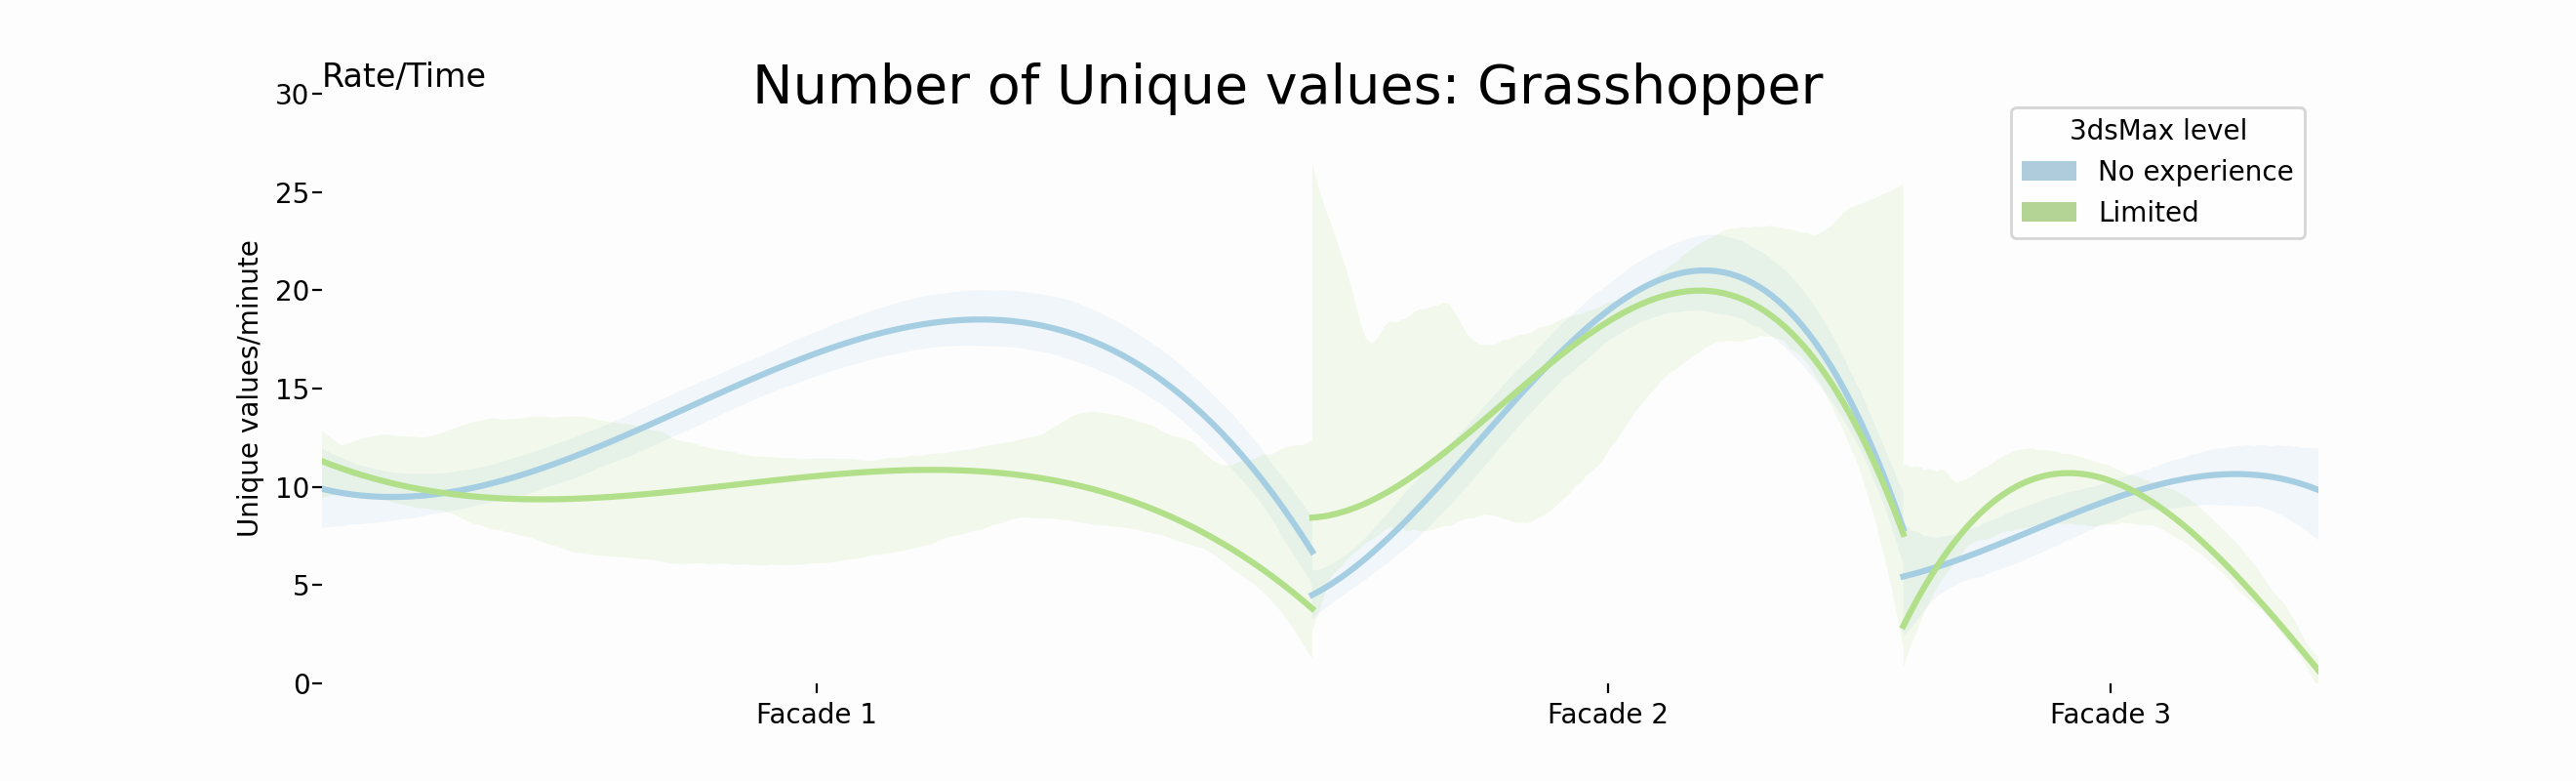 Rate/Time
Number of Unique values: Grasshopper
Unique values/minute
30
25
20
15
10
5
0
3dsMax level
No experience
Limited
Facade 1
Facade 2
Facade 3